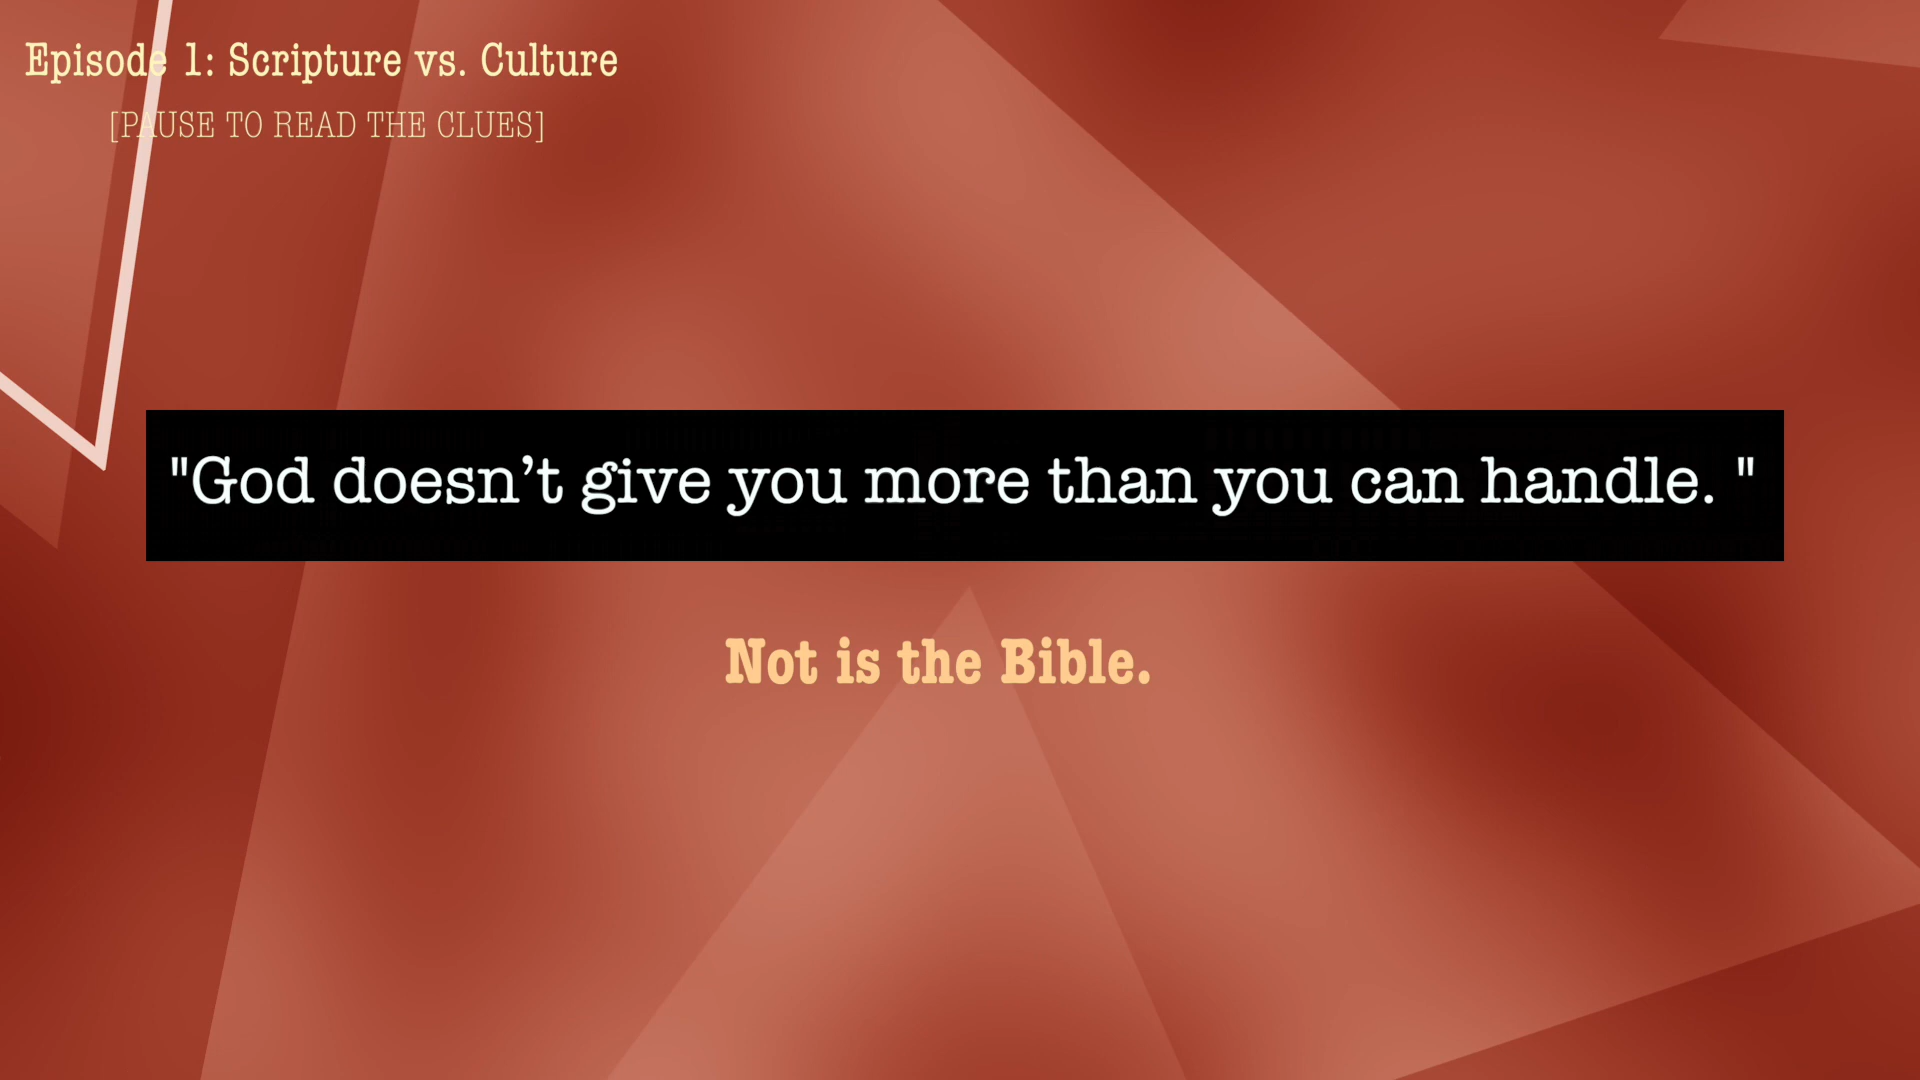 Episode 1: Scripture vs. Culture
[PAUSE TO READ THE CLUES]
"God doesn’t give you more than you can handle. "
Not is the Bible.